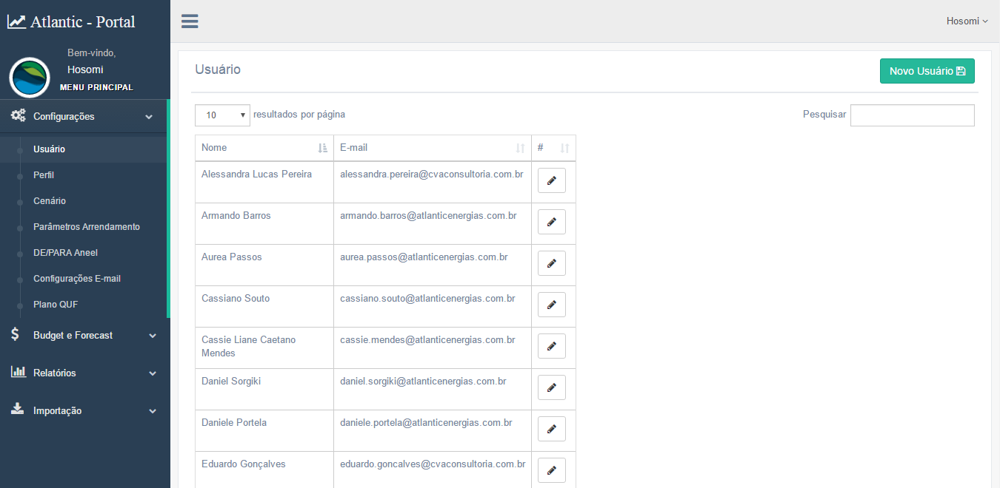 Atlantic - Portal
Bem-vindo,
Hosomi
MENU PRINCIPAL
Configurações
Usuário
Perfil
Cenário
Parâmetros Arrendamento
DE/PARA Aneel
Configurações E-mail
Plano QUF
Budget e Forecast
Relatórios
Importação
Hosomi
Usuário
Novo Usuário
10 resultados por página
Pesquisar
Nome E-mail #
Alessandra Lucas Pereira alessandra.pereira@cvaconsultoria.com.br
Armando Barros armando.barros@atlanticenergias.com.br
Aurea Passos aurea.passos@atlanticenergias.com.br
Cassiano Souto cassiano.souto@atlanticenergias.com.br
Cassie Liane Caetano cassie.mendes@atlanticenergias.com.br
Mendes
Daniel Sorgiki daniel.sorgiki@atlanticenergias.com.br
Daniele Portela daniele.portela@atlanticenergias.com.br
Eduardo Gonçalves eduardo.goncalves@cvaconsultoria.com.br